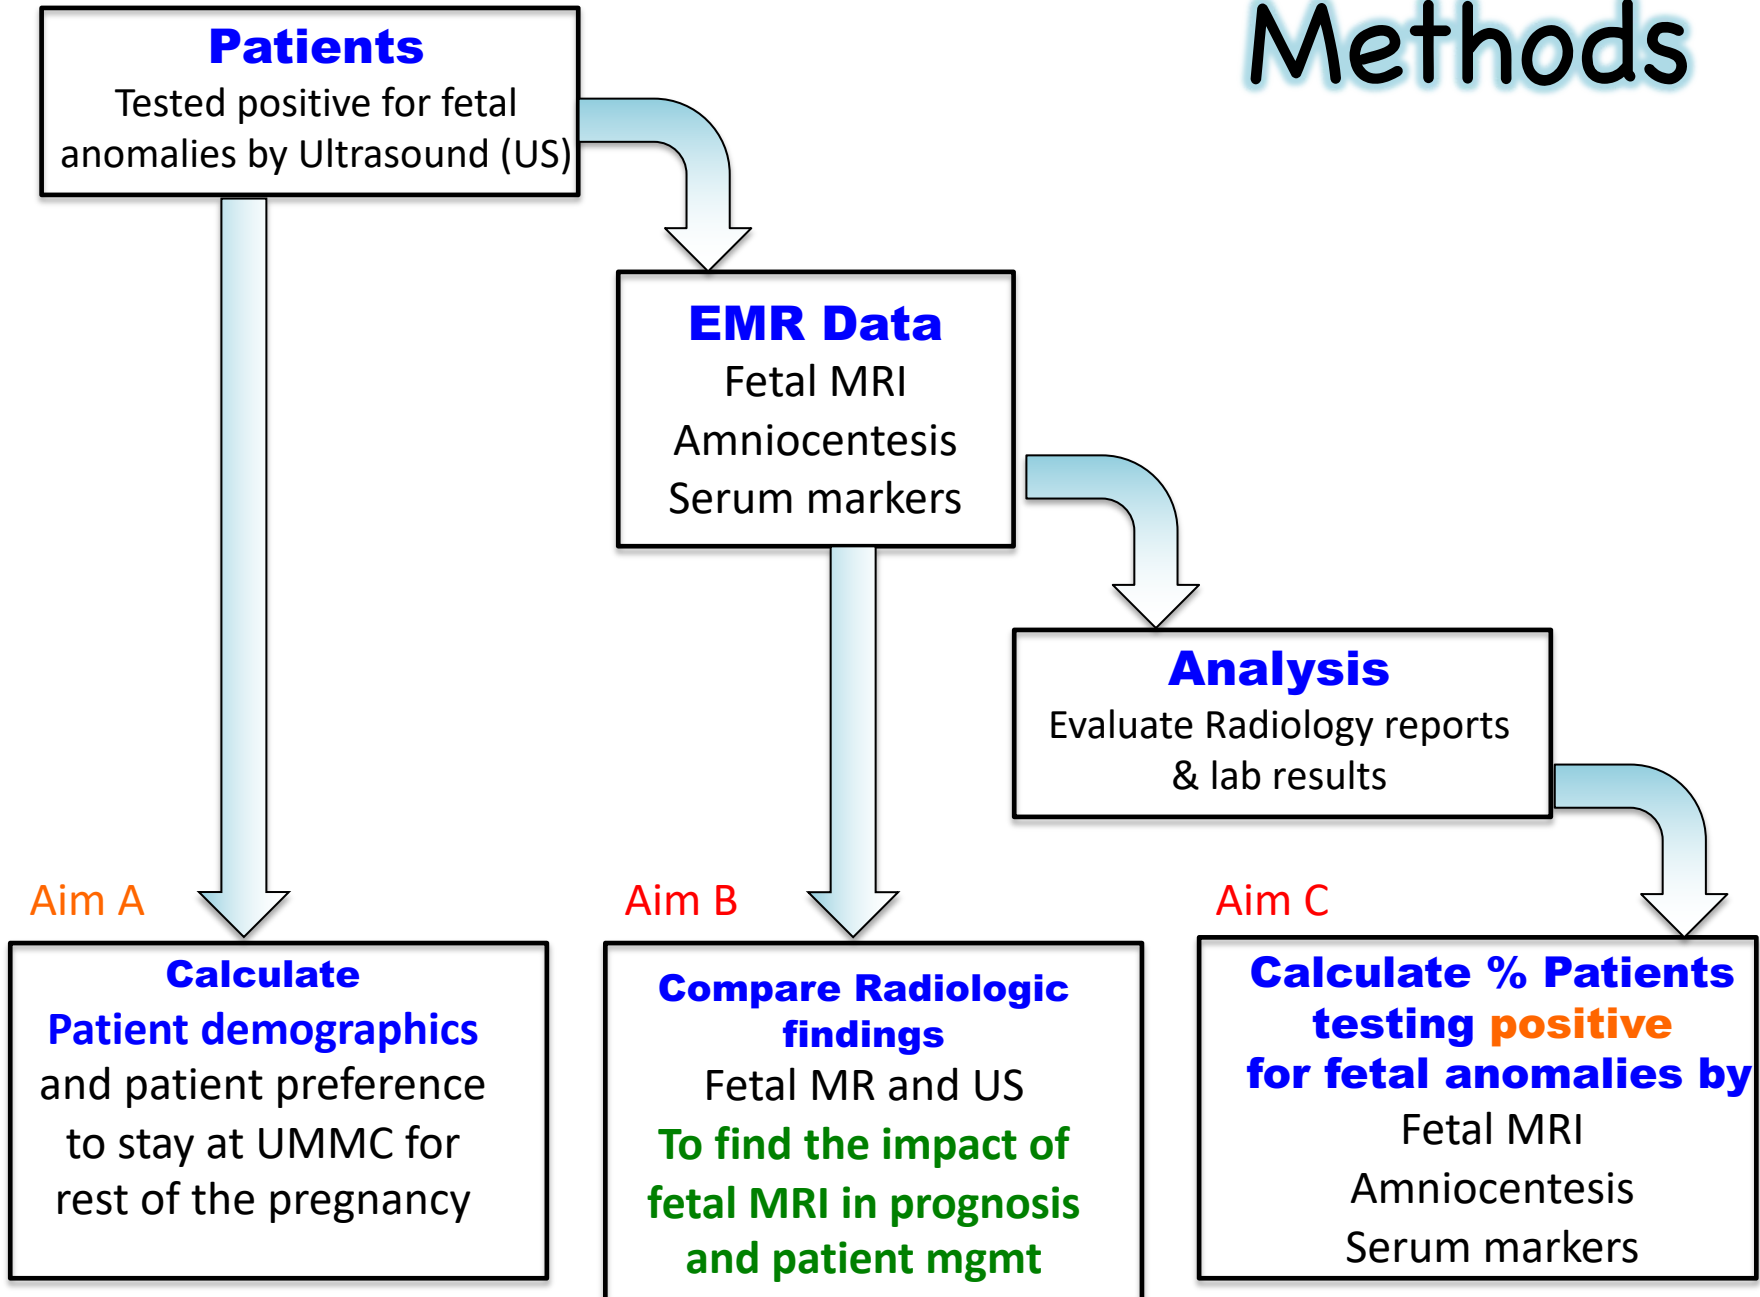 Methods
Patients
Tested positive for fetal
anomalies by Ultrasound (US)
EMR Data
Fetal MRI
Amniocentesis
Serum markers
Analysis
Evaluate Radiology reports
& lab results
Aim A
Calculate
Patient demographics
and patient preference
to stay at UMMC for
rest of the pregnancy
Aim B
Compare Radiologic
findings
Fetal MR and US
To find the impact of
fetal MRI in prognosis
and patient mgmt
Aim C
Calculate % Patients
testing positive
for fetal anomalies by
Fetal MRI
Amniocentesis
Serum markers